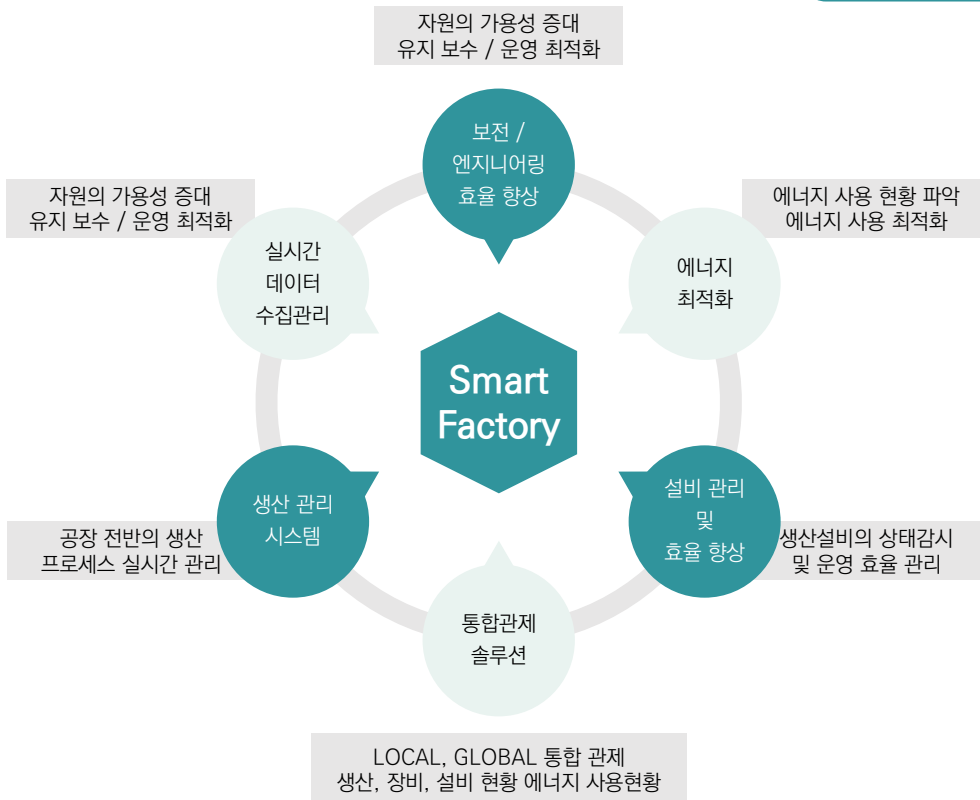 자원의 가용성 증대
유지 보수 / 운영 최적화
보전 /
엔지니어링
효율 향상
자원의 가용성 증대
유지 보수 / 운영 최적화
실시간
데이터
수집관리
에너지 사용 현황 파악
에너지 사용 최적화
에너지
최적화
Smart
Factory
생산 관리
시스템
공장 전반의 생산
프로세스 실시간 관리
설비 관리
및
효율 향상
생산설비의 상태감시
및 운영 효율 관리
통합관제
솔루션
LOCAL, GLOBAL 통합 관제
생산, 장비, 설비 현황 에너지 사용현황